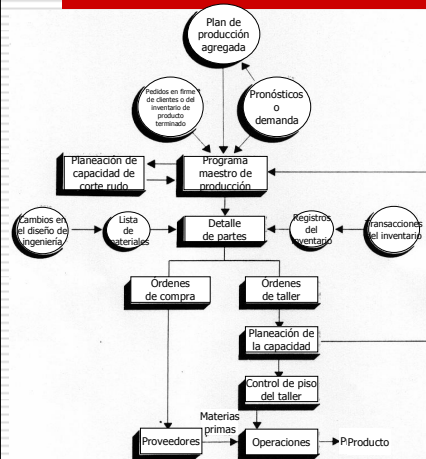 Plan de
producción
agregada
Pedidos en firme
de clientes o del
inventario de
producto
terminado
Pronósticos
o
demanda
Planeación de
capacidad de
corte rudo
Programa
maestro de
producción
Cambios en
el diseño de
ingeniería
Lista
de
materiales
Detalle
de partes
Registros
del
inventario
Transacciones
del inventario
Órdenes
de compra
Órdenes
de taller
Planeación de
la capacidad
Control de piso
del taller
Materias
primas
Proveedores
Operaciones
Producto